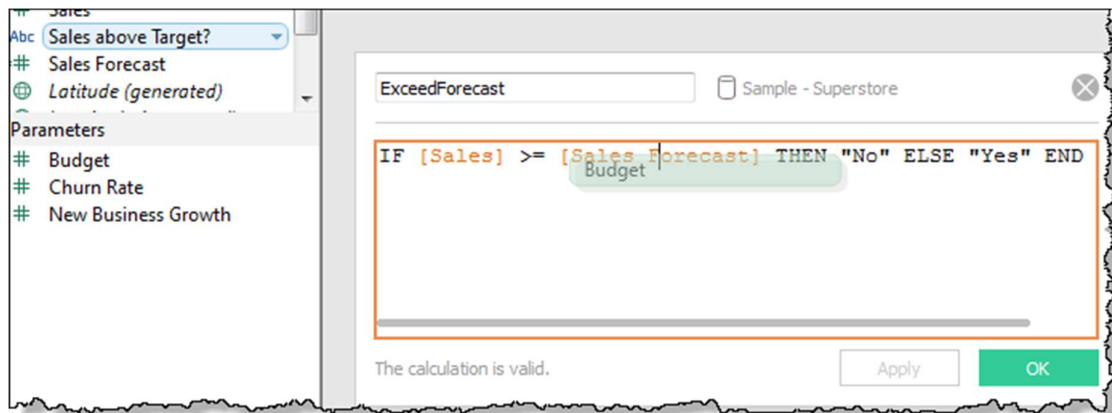 Sales
Abc Sales above Target?
# Sales Forecast
Latitude (generated)
Parameters
# Budget
# Churn Rate
# New Business Growth
ExceedForecast
Sample - Superstore
IF [Sales] >= [Sales Forecast] THEN "No" ELSE "Yes" END
Budget
The calculation is valid.
Apply
OK